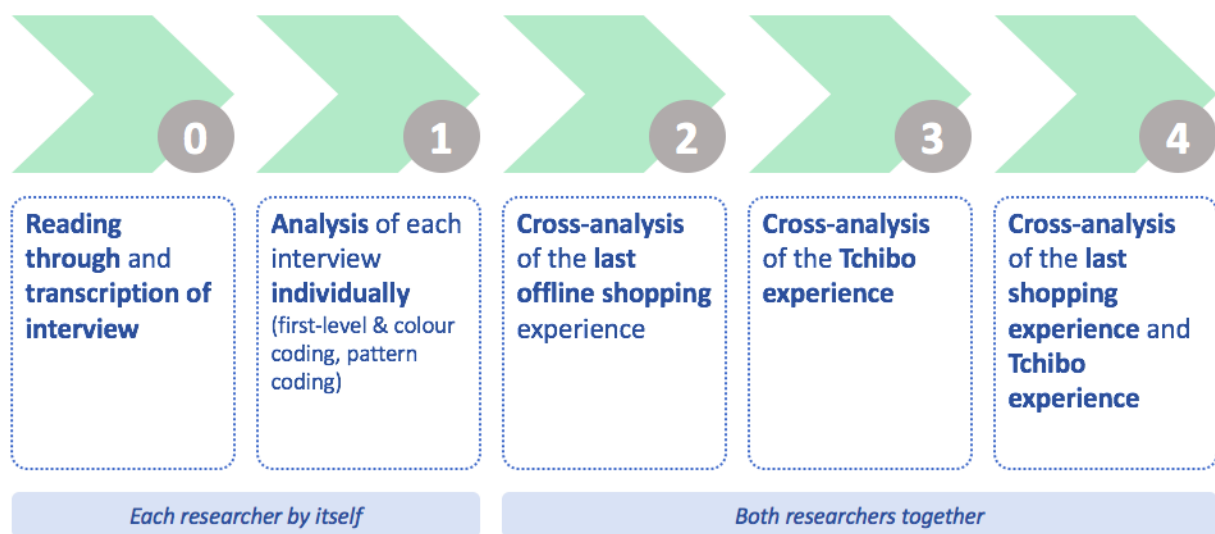 0
1
2
3
4
Reading
through and
transcription of
interview
Analysis of each
interview
individually
(first-level & colour
coding, pattern
coding)
Cross-analysis
of the last
offline shopping
experience
Cross-analysis
of the Tchibo
experience
Cross-analysis
of the last
shopping
experience and
Tchibo
experience
Each researcher by itself
Both researchers together